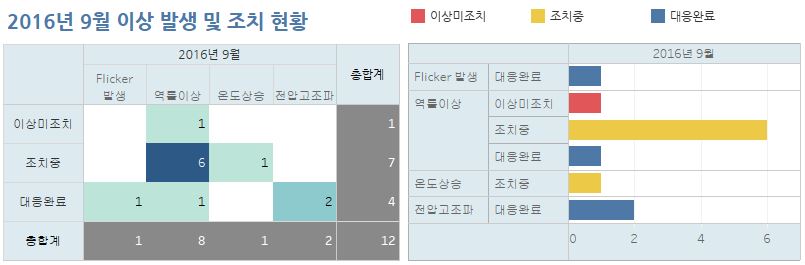 2016년 9월 이상 발생 및 조치 현황
이상미조치 조치중 대응완료
2016년 9월
Flicker 발생 역률이상 온도상승 전압고조파 총합계
이상미조치 1 1
조치중 6 1 7
대응완료 1 1 2 4
총합계 1 8 1 2 12
2016년 9월
Flicker 발생 대응완료
역률이상 이상미조치
조치중
대응완료
온도상승 조치중
전압고조파 대응완료
0 2 4 6